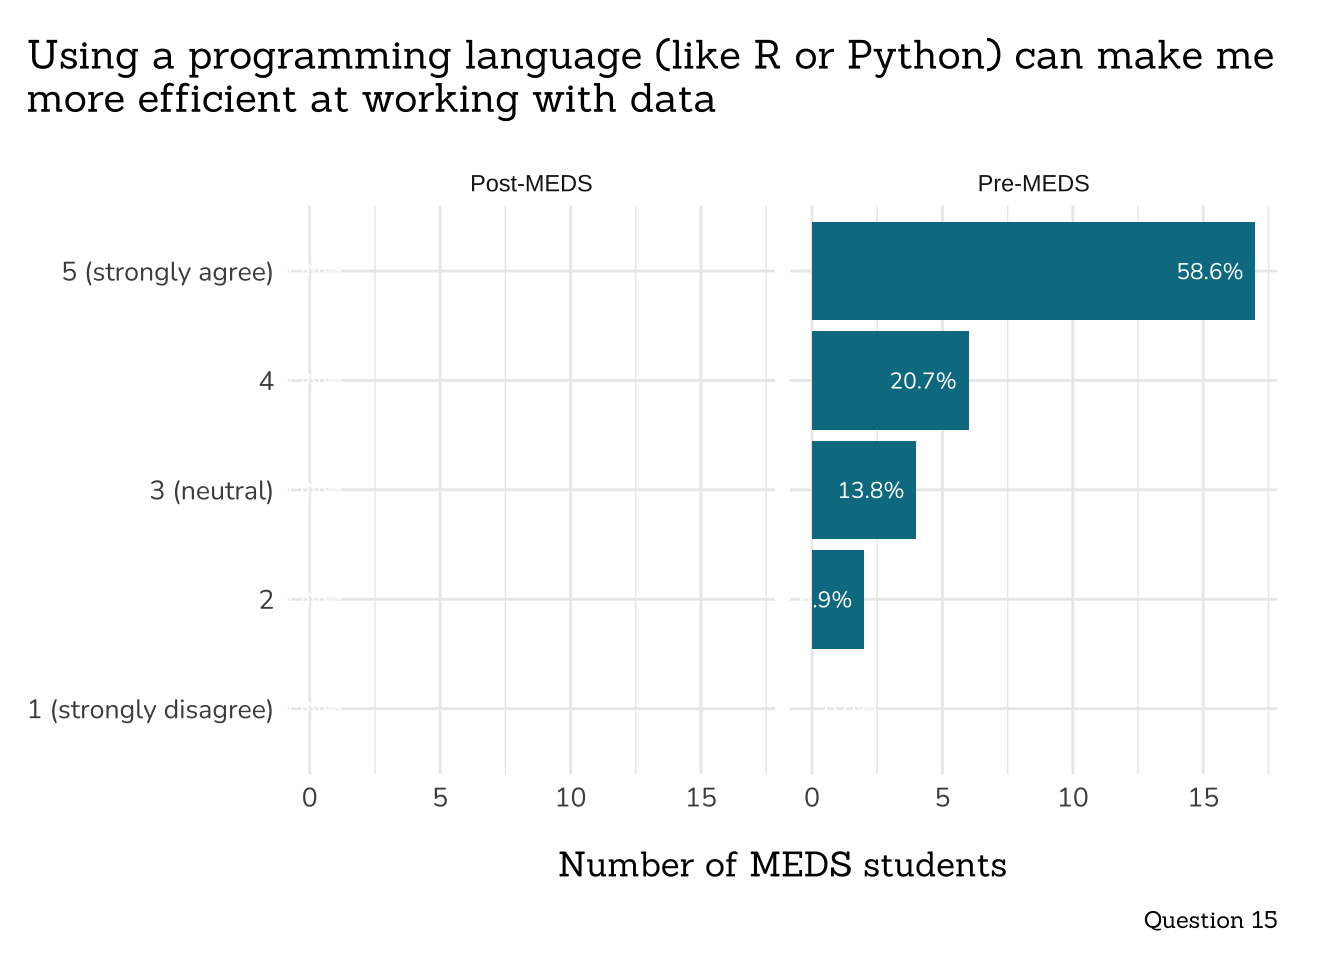 Using a programming language (like R or Python) can make me
more efficient at working with data
Post-MEDS
Pre-MEDS
5 (strongly agree)
58.6%
4
20.7%
3 (neutral)
13.8%
2
.9%
1 (strongly disagree)
0 5 10 15
0 5 10 15
Number of MEDS students
Question 15